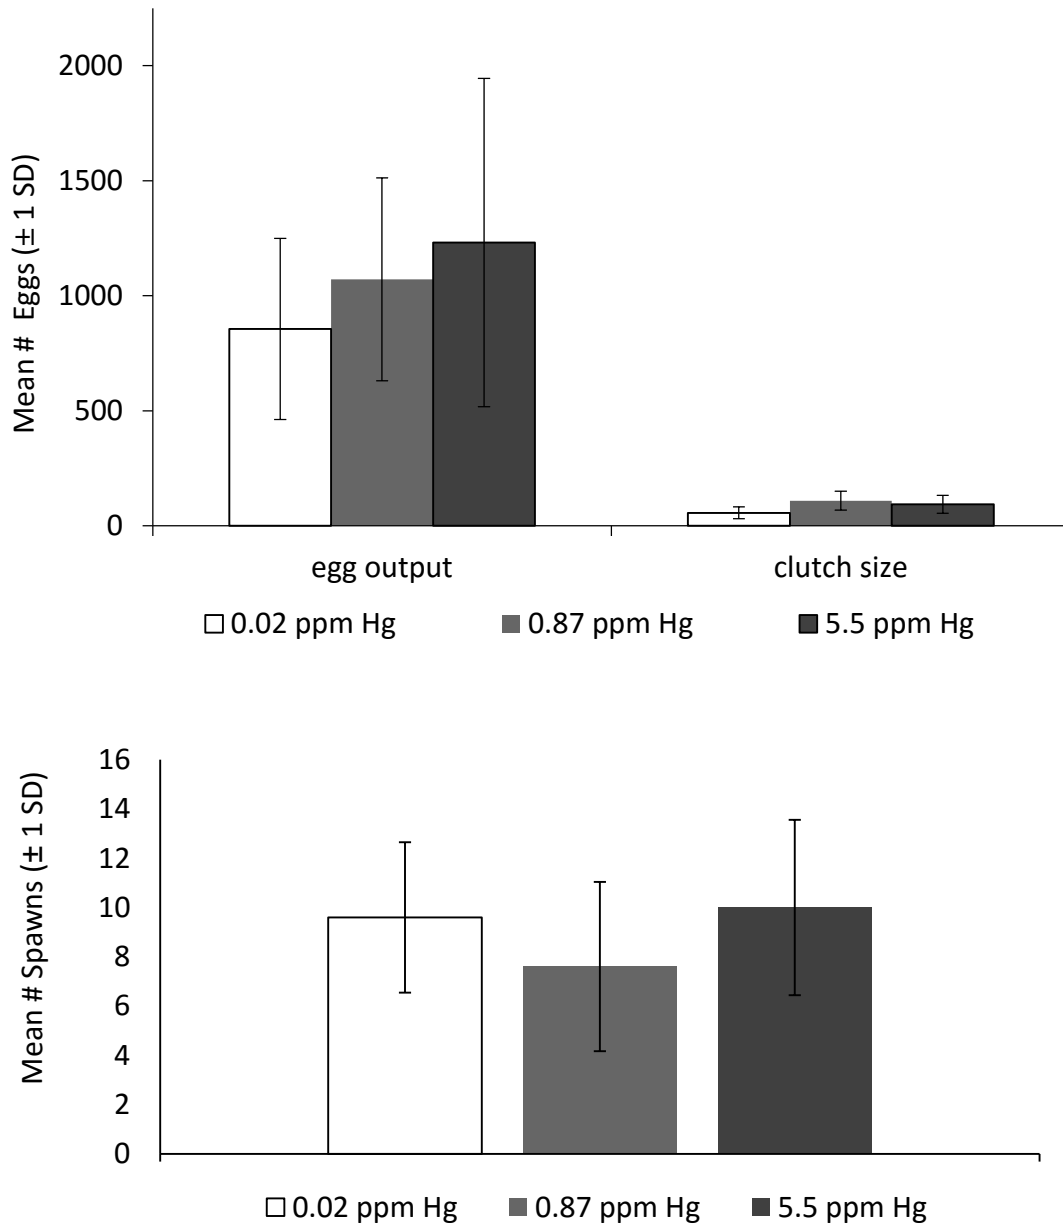 2000
1500
1000
500
0
Mean # Eggs (± 1 SD)
egg output clutch size
0.02 ppm Hg 0.87 ppm Hg 5.5 ppm Hg
16
14
12
10
8
6
4
2
0
Mean # Spawns (± 1 SD)
0.02 ppm Hg 0.87 ppm Hg 5.5 ppm Hg